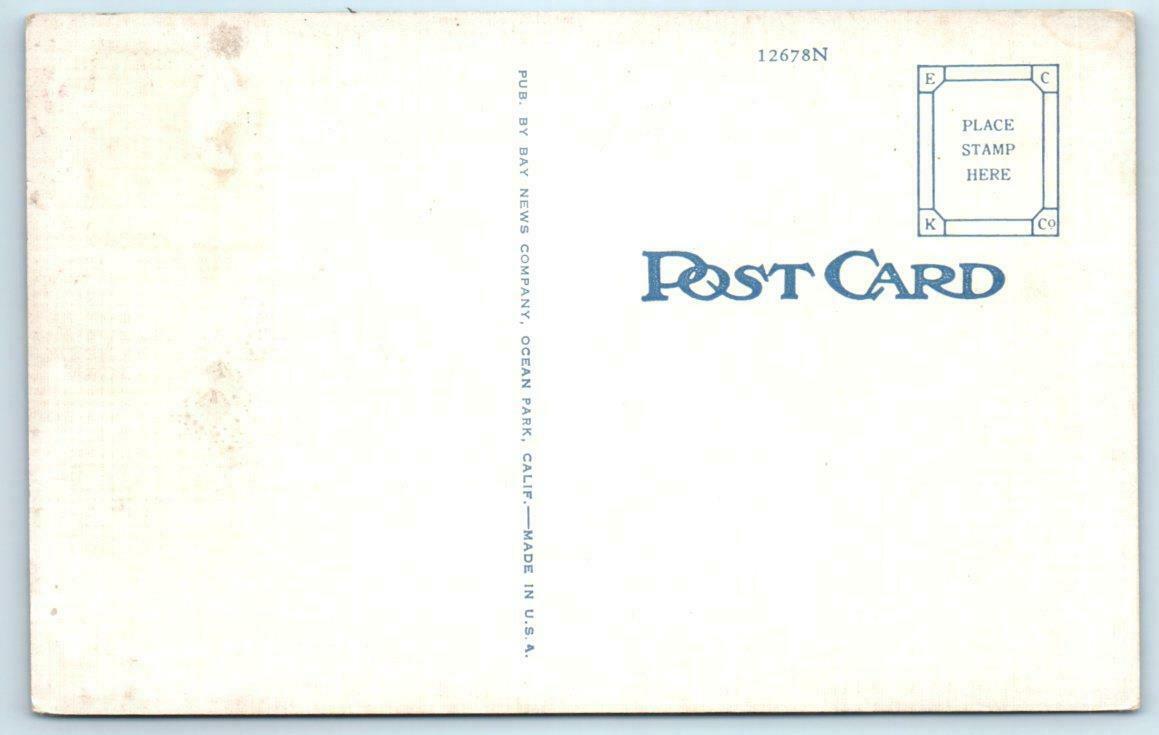 12678N
E C
PLACE
STAMP
HERE
K Co
POST CARD
PUB. BY BAY NEWS COMPANY, OCEAN PARK, CALIF.—MADE IN U.S.A.